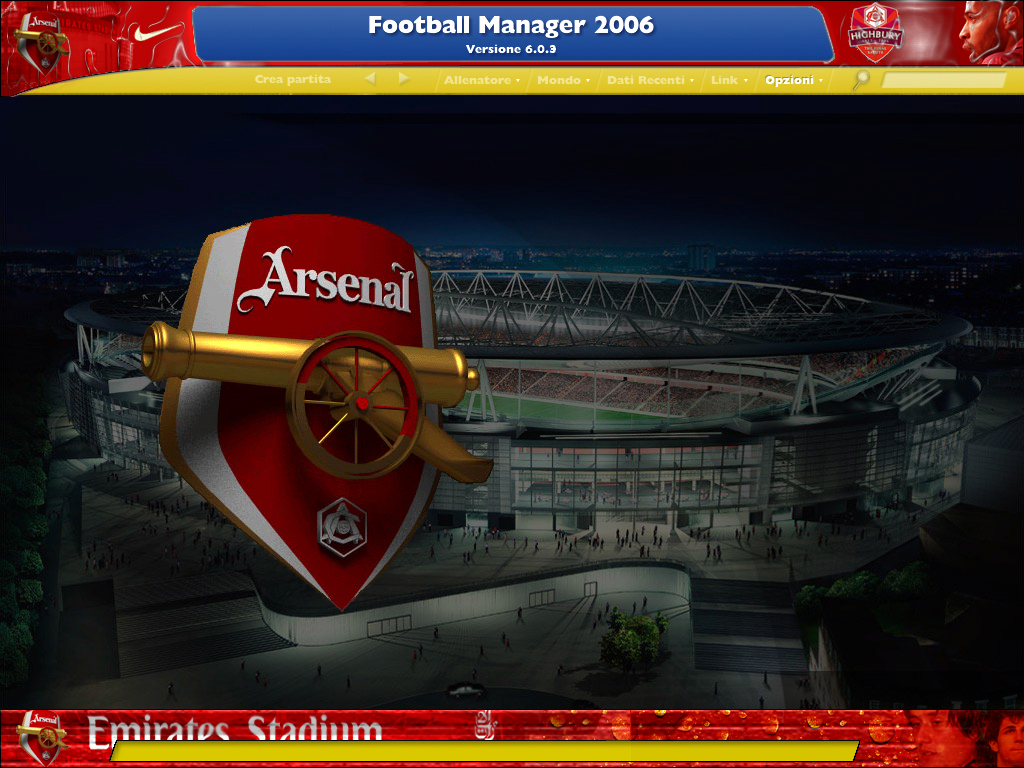 Arsenal
Football Manager 2006
Versione 6.0.3
HIGHBURY
Crea partita
Allenatore
Mondo
Dati Recenti
Link
Opzioni
Arsenal
Arsenal
Emirates Stadium